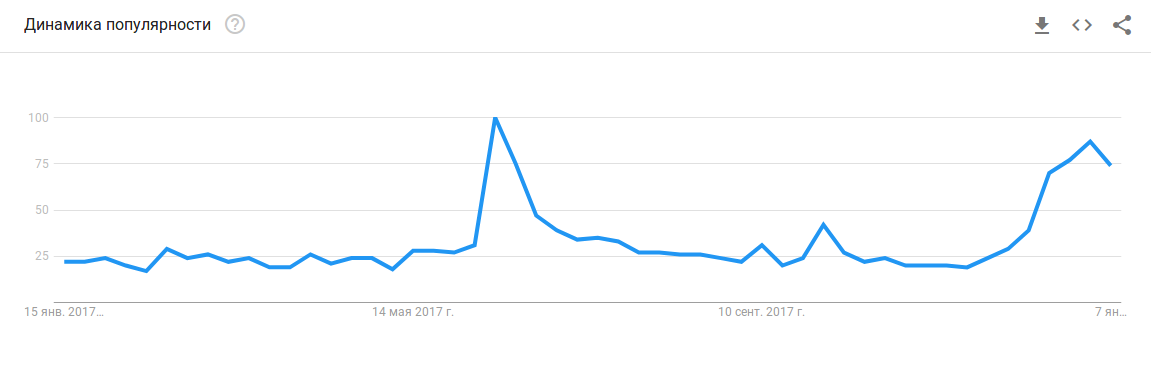 Динамика популярности ?
100
75
50
25
15 янв. 2017…
14 мая 2017 г.
10 сент. 2017 г.
7 ян…